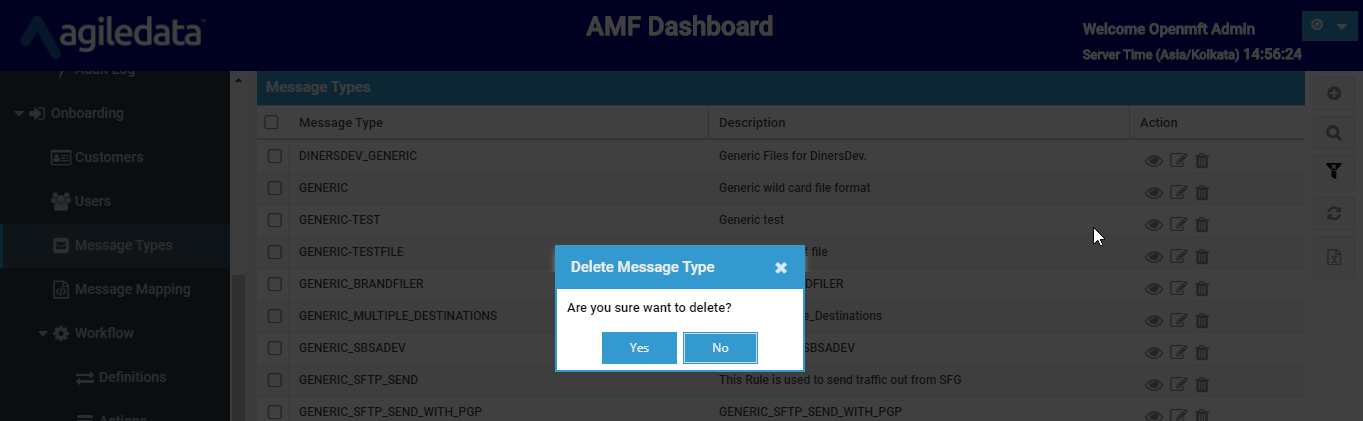 agiledata
AMF Dashboard
Welcome Openmft Admin
Server Time (Asia/Kolkata) 14:56:24
Audit Log
Onboarding
Customers
Users
Message Types
Message Mapping
Workflow
Definitions
Actions
Message Types
Message Type Description Action
DINERSDEV_GENERIC Generic Files for DinersDev.
GENERIC Generic wild card file format
GENERIC-TEST Generic test
GENERIC-TESTFILE t file
GENERIC_BRANDFILER DFILER
GENERIC_MULTIPLE_DESTINATIONS e_Destinations
GENERIC_SBSADEV SBSADEV
GENERIC_SFTP_SEND This Rule is used to send traffic out from SFG
GENERIC_SFTP_SEND_WITH_PGP GENERIC_SFTP_SEND_WITH_PGP
Delete Message Type
Are you sure want to delete?
Yes No